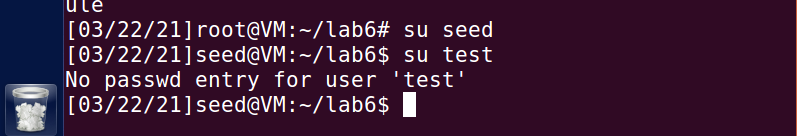 ule
[03/22/21]root@VM:~/lab6# su seed
[03/22/21]seed@VM:~/lab6$ su test
No passwd entry for user 'test'
[03/22/21]seed@VM:~/lab6$